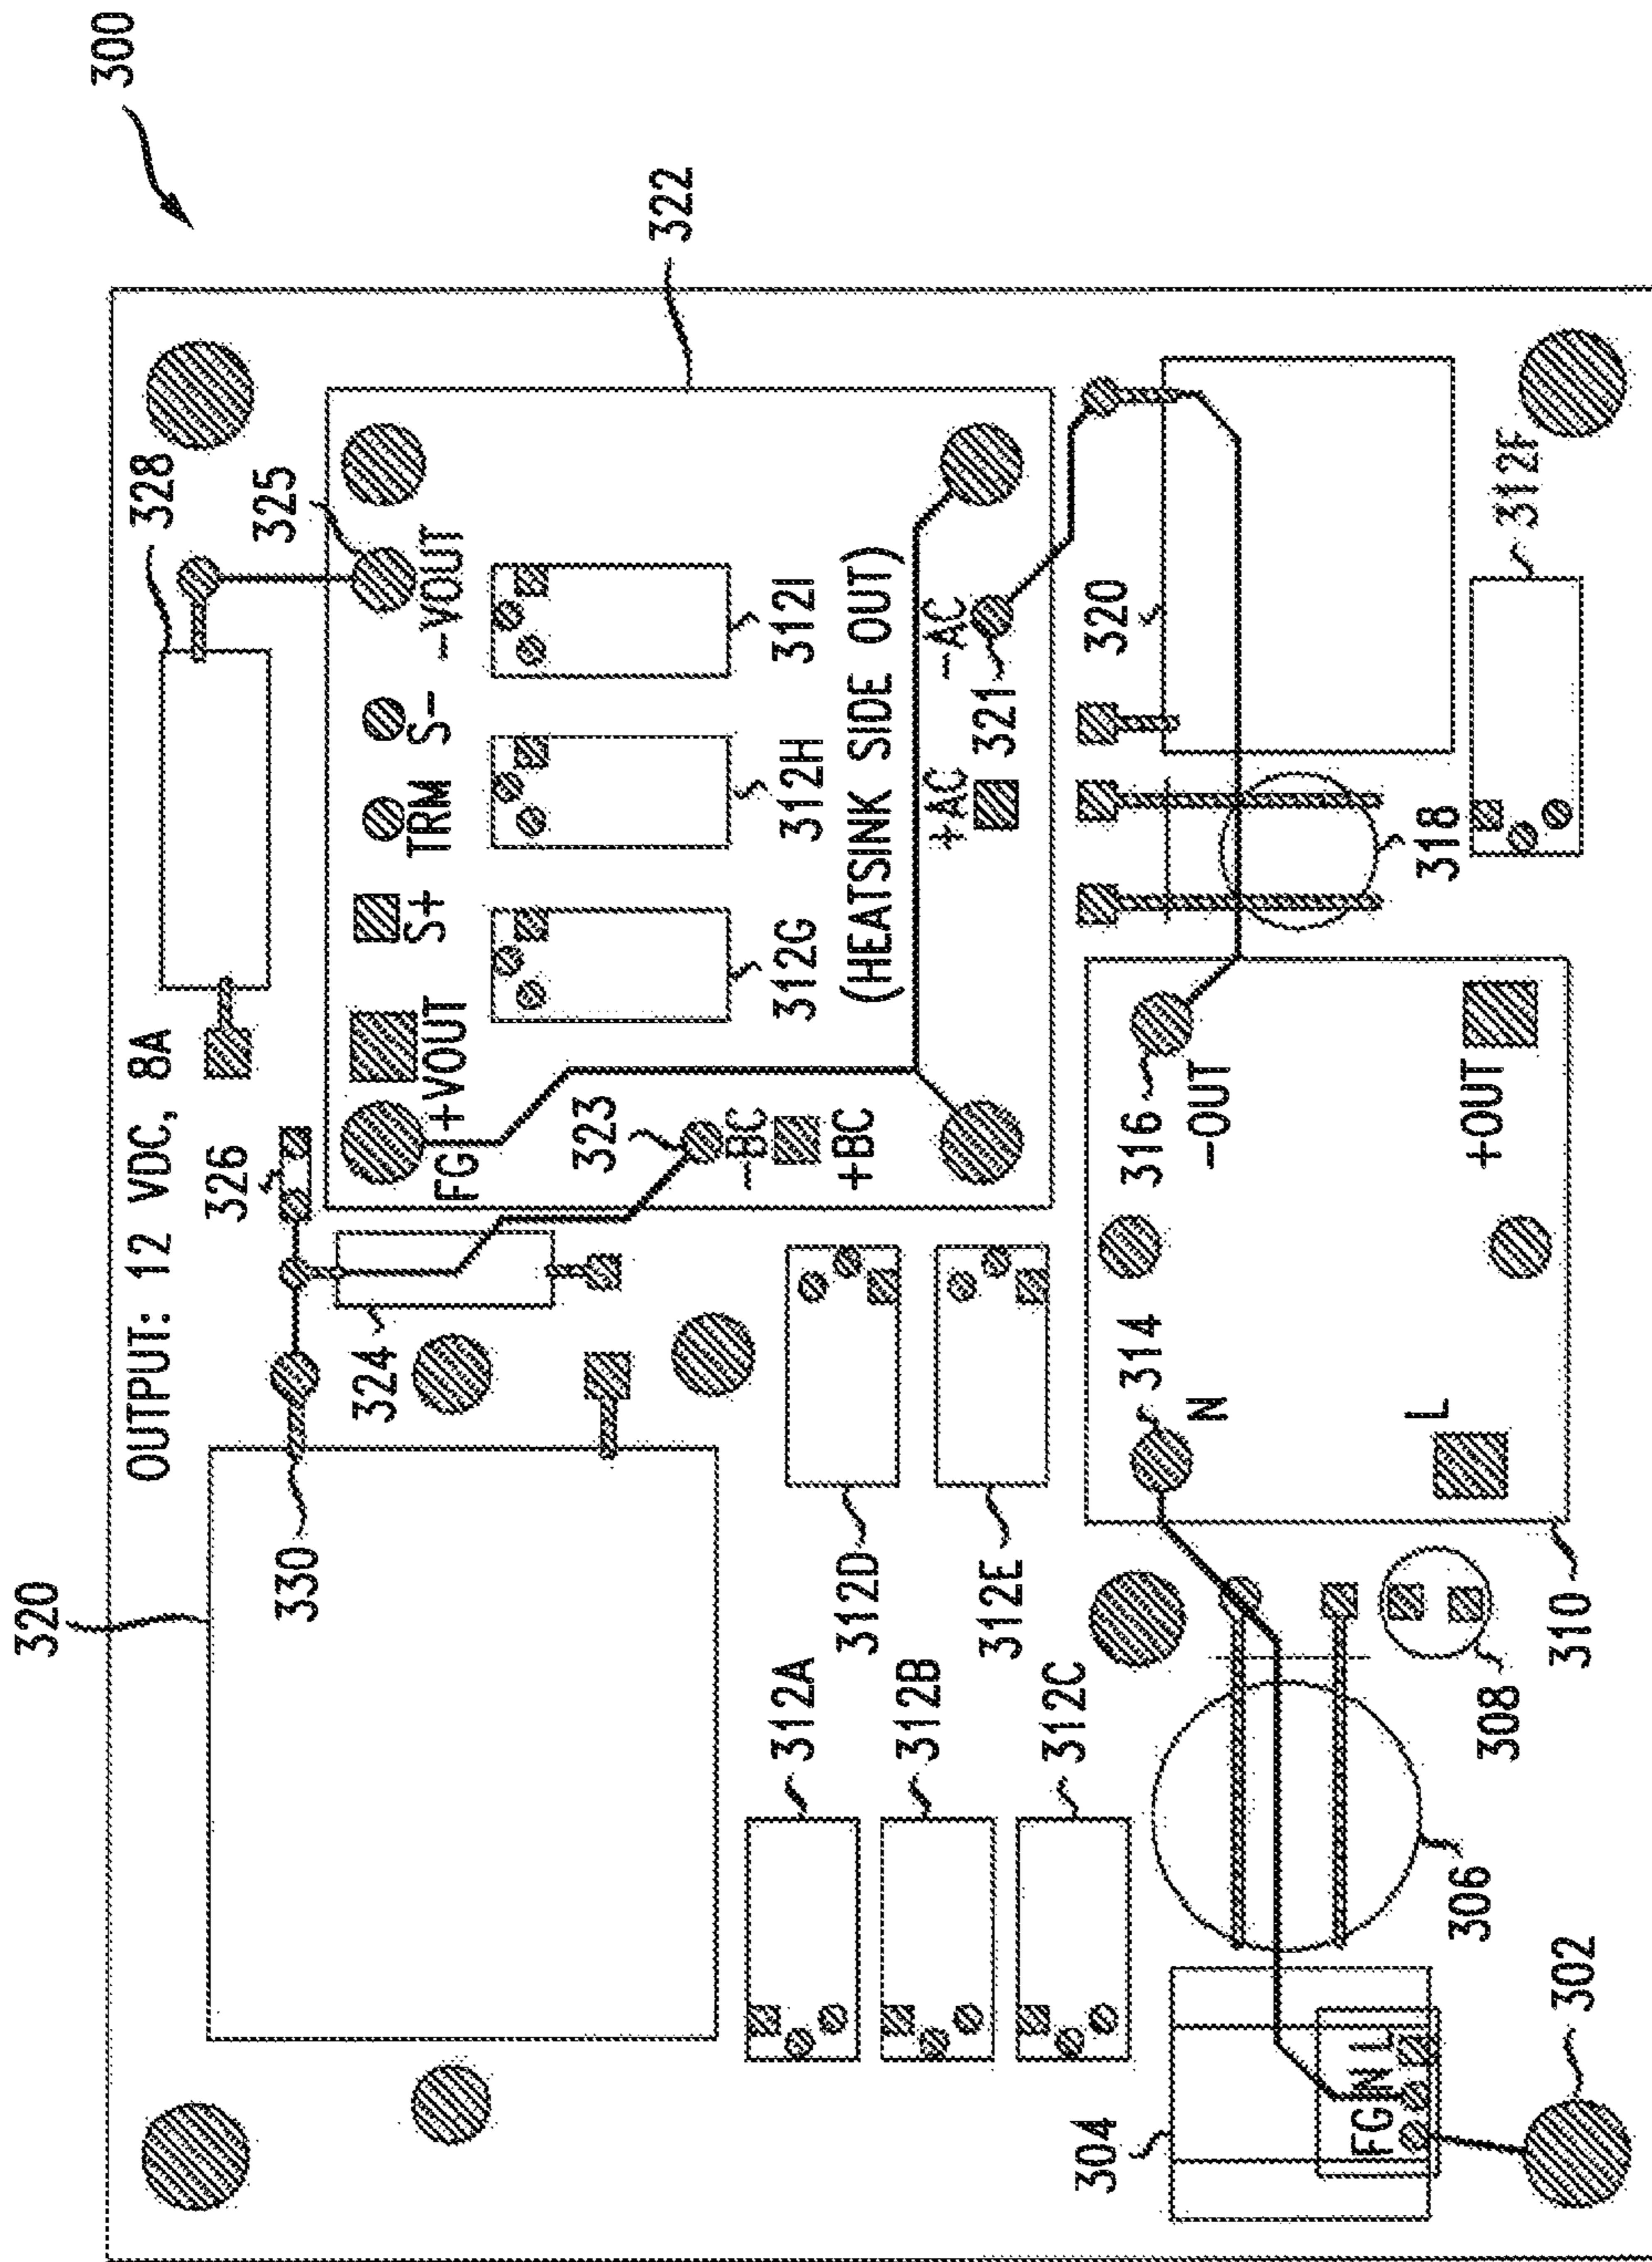 300
OUTPUT: 12 VDC, 8A
328
326
325
322
320
330
324
FG
+VOUT
S+
TRM
S-
-VOUT
323
-BC
+BC
312G
312H
312I
(HEATSINK SIDE OUT)
+AC
-AC
321
312A
312B
312C
312D
312E
314
N
L
316
-OUT
+OUT
310
320
318
312F
304
FG
N
L
306
308
302